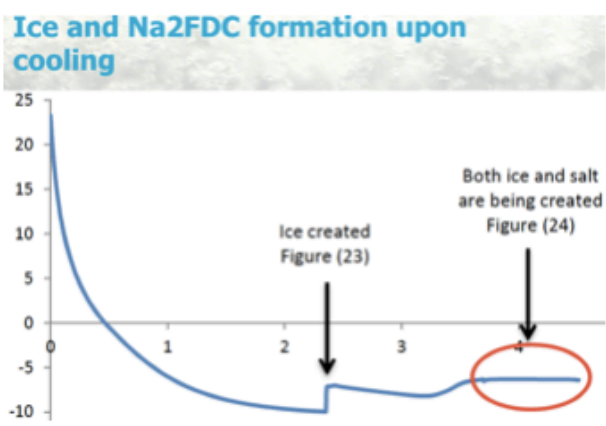 Ice and Na2FDC formation upon
cooling
25
20
15
10
5
0
-5
-10
0
1
2
3
4
Ice created
Figure (23)
Both ice and salt
are being created
Figure (24)